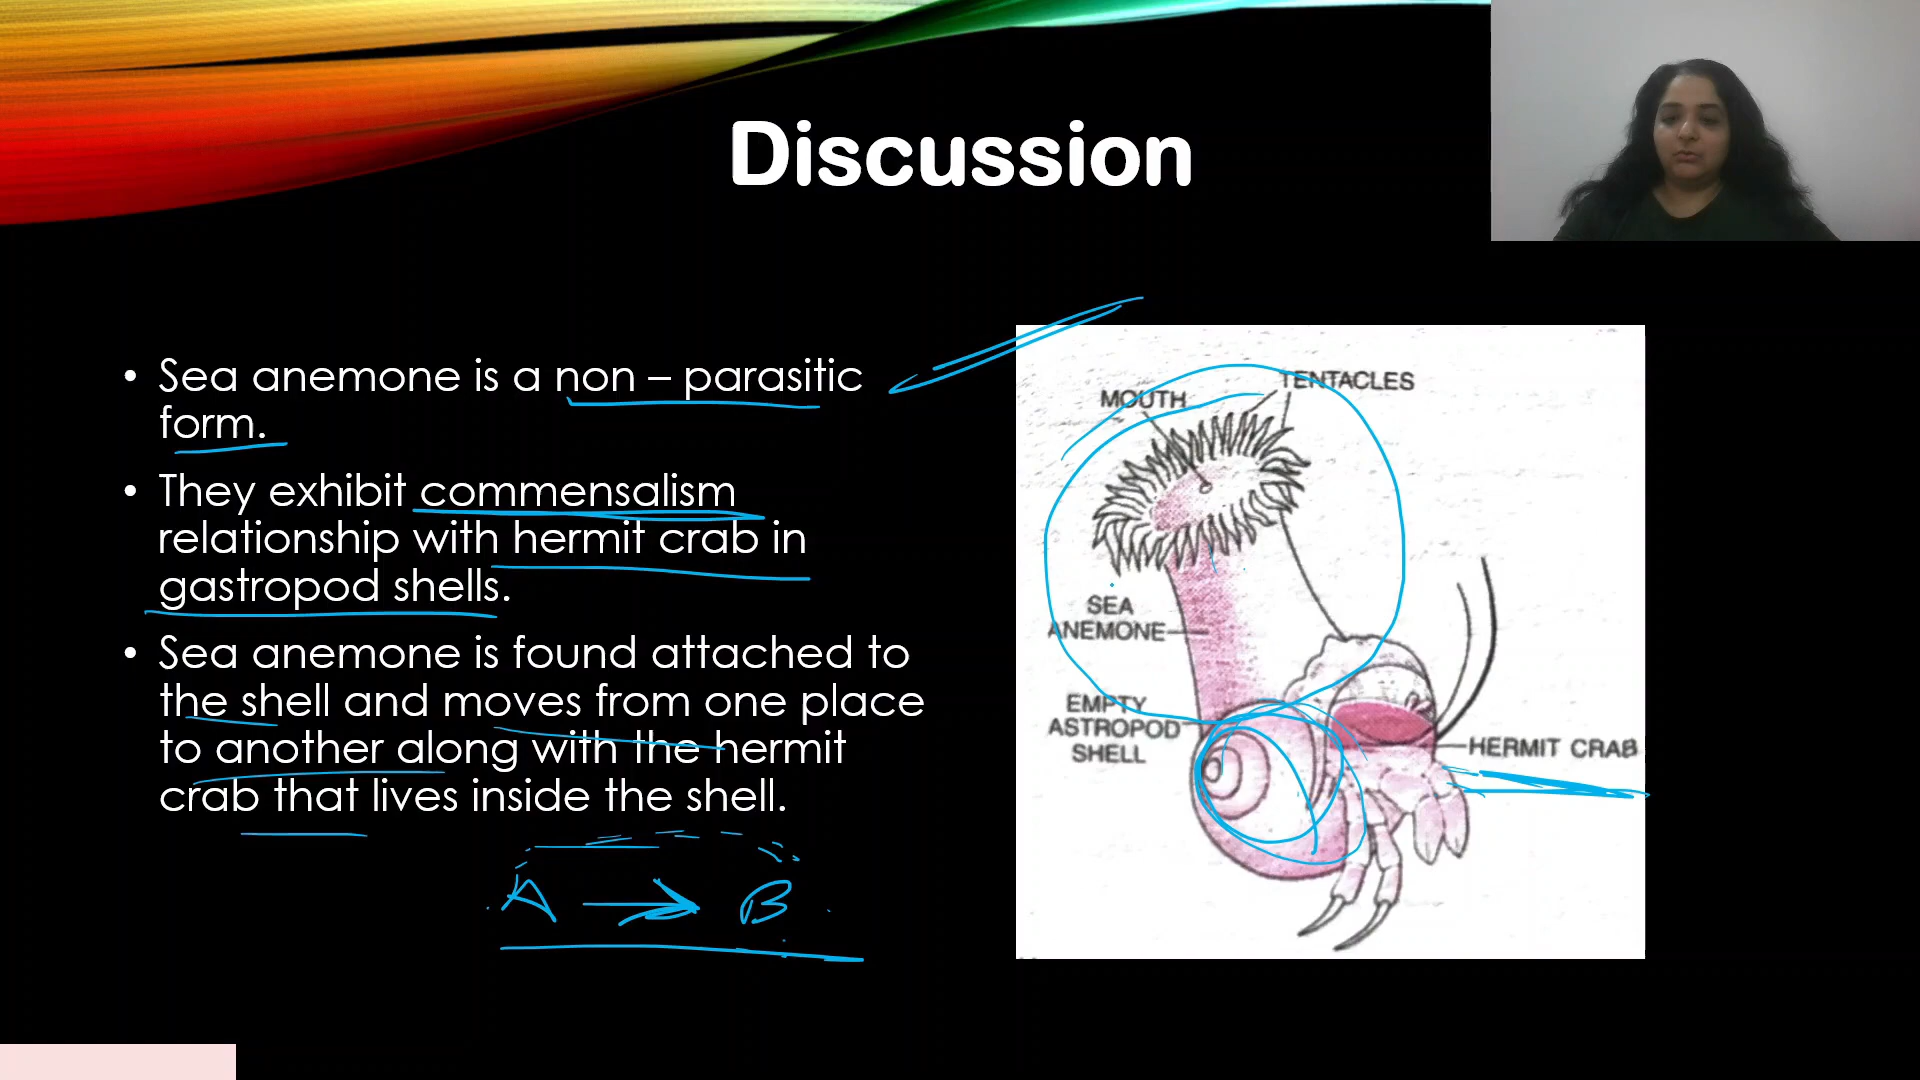 Discussion
• Sea anemone is a non – parasitic
form.
• They exhibit commensalism
relationship with hermit crab in
gastropod shells.
• Sea anemone is found attached to
the shell and moves from one place
to another along with the hermit
crab that lives inside the shell.
A → B
MOUTH
TENTACLES
SEA
ANEMONE
EMPTY
ASTROPOD
SHELL
HERMIT CRAB